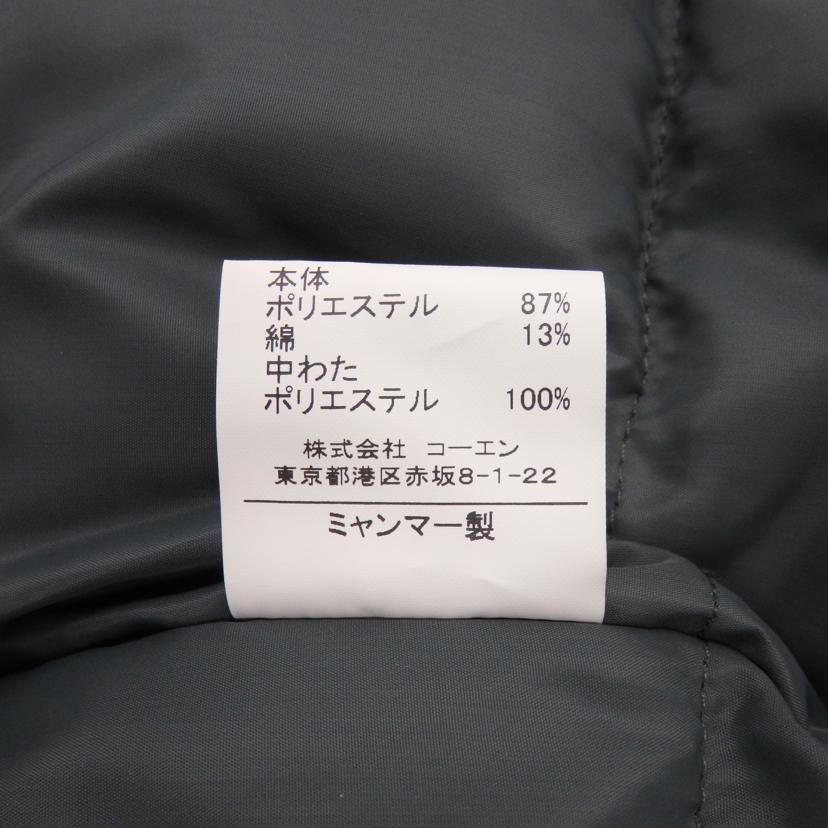 本体
ポリエステル 87%
綿 13%
中わた
ポリエステル 100%
株式会社 コーエン
東京都港区赤坂8-1-22
ミャンマー製